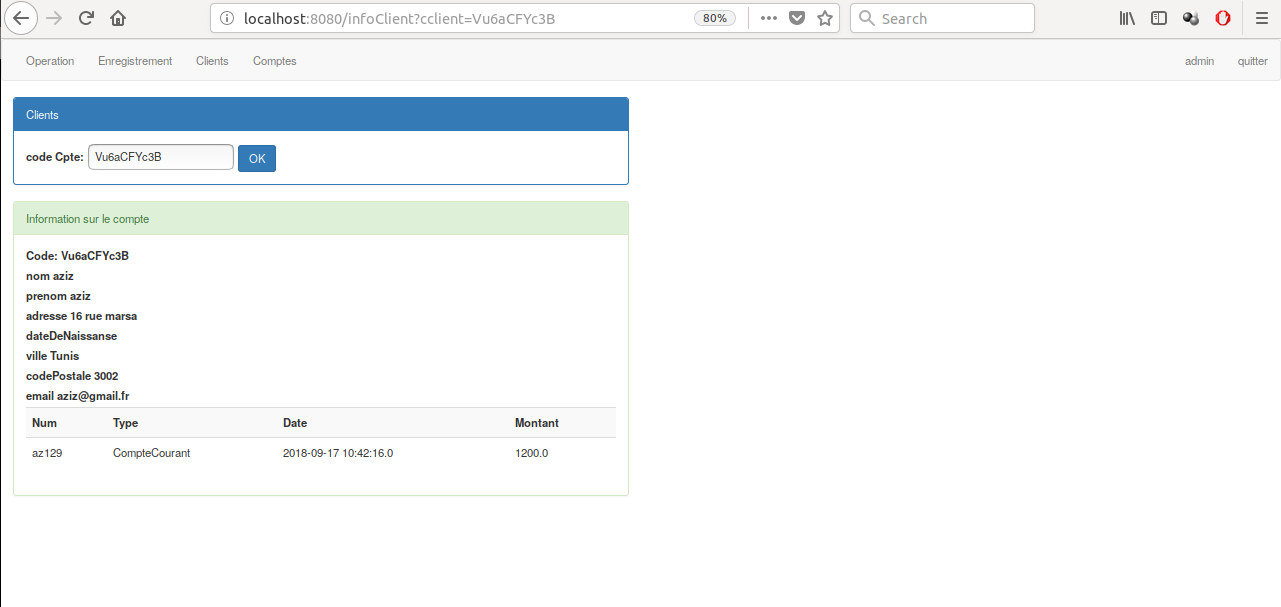 localhost:8080/infoClient?cclient=Vu6aCFYc3B 80% Search
Operation Enregistrement Clients Comptes admin quitter
Clients
code Cpte: Vu6aCFYc3B OK
Information sur le compte
Code: Vu6aCFYc3B
nom aziz
prenom aziz
adresse 16 rue marsa
dateDeNaissanse
ville Tunis
codePostale 3002
email aziz@gmail.fr
Num Type Date Montant
az129 CompteCourant 2018-09-17 10:42:16.0 1200.0